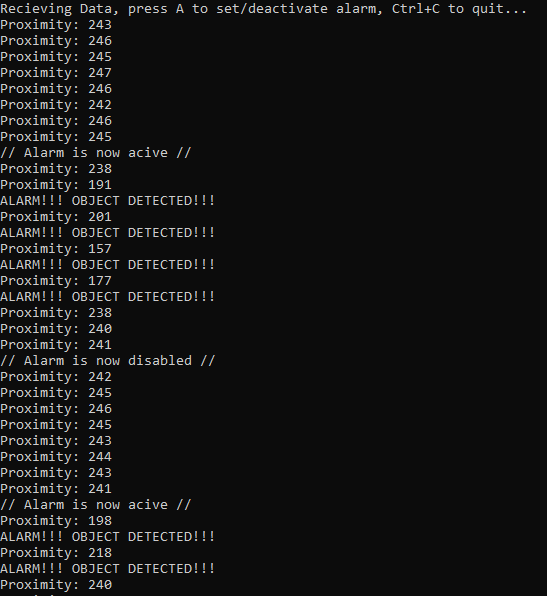 Recieving Data, press A to set/deactivate alarm, Ctrl+C to quit...
Proximity: 243
Proximity: 246
Proximity: 245
Proximity: 247
Proximity: 246
Proximity: 242
Proximity: 246
Proximity: 245
// Alarm is now acive //
Proximity: 238
Proximity: 191
ALARM!!! OBJECT DETECTED!!!
Proximity: 201
ALARM!!! OBJECT DETECTED!!!
Proximity: 157
ALARM!!! OBJECT DETECTED!!!
Proximity: 177
ALARM!!! OBJECT DETECTED!!!
Proximity: 238
Proximity: 240
Proximity: 241
// Alarm is now disabled //
Proximity: 242
Proximity: 245
Proximity: 246
Proximity: 245
Proximity: 243
Proximity: 244
Proximity: 243
Proximity: 241
// Alarm is now acive //
Proximity: 198
ALARM!!! OBJECT DETECTED!!!
Proximity: 218
ALARM!!! OBJECT DETECTED!!!
Proximity: 240